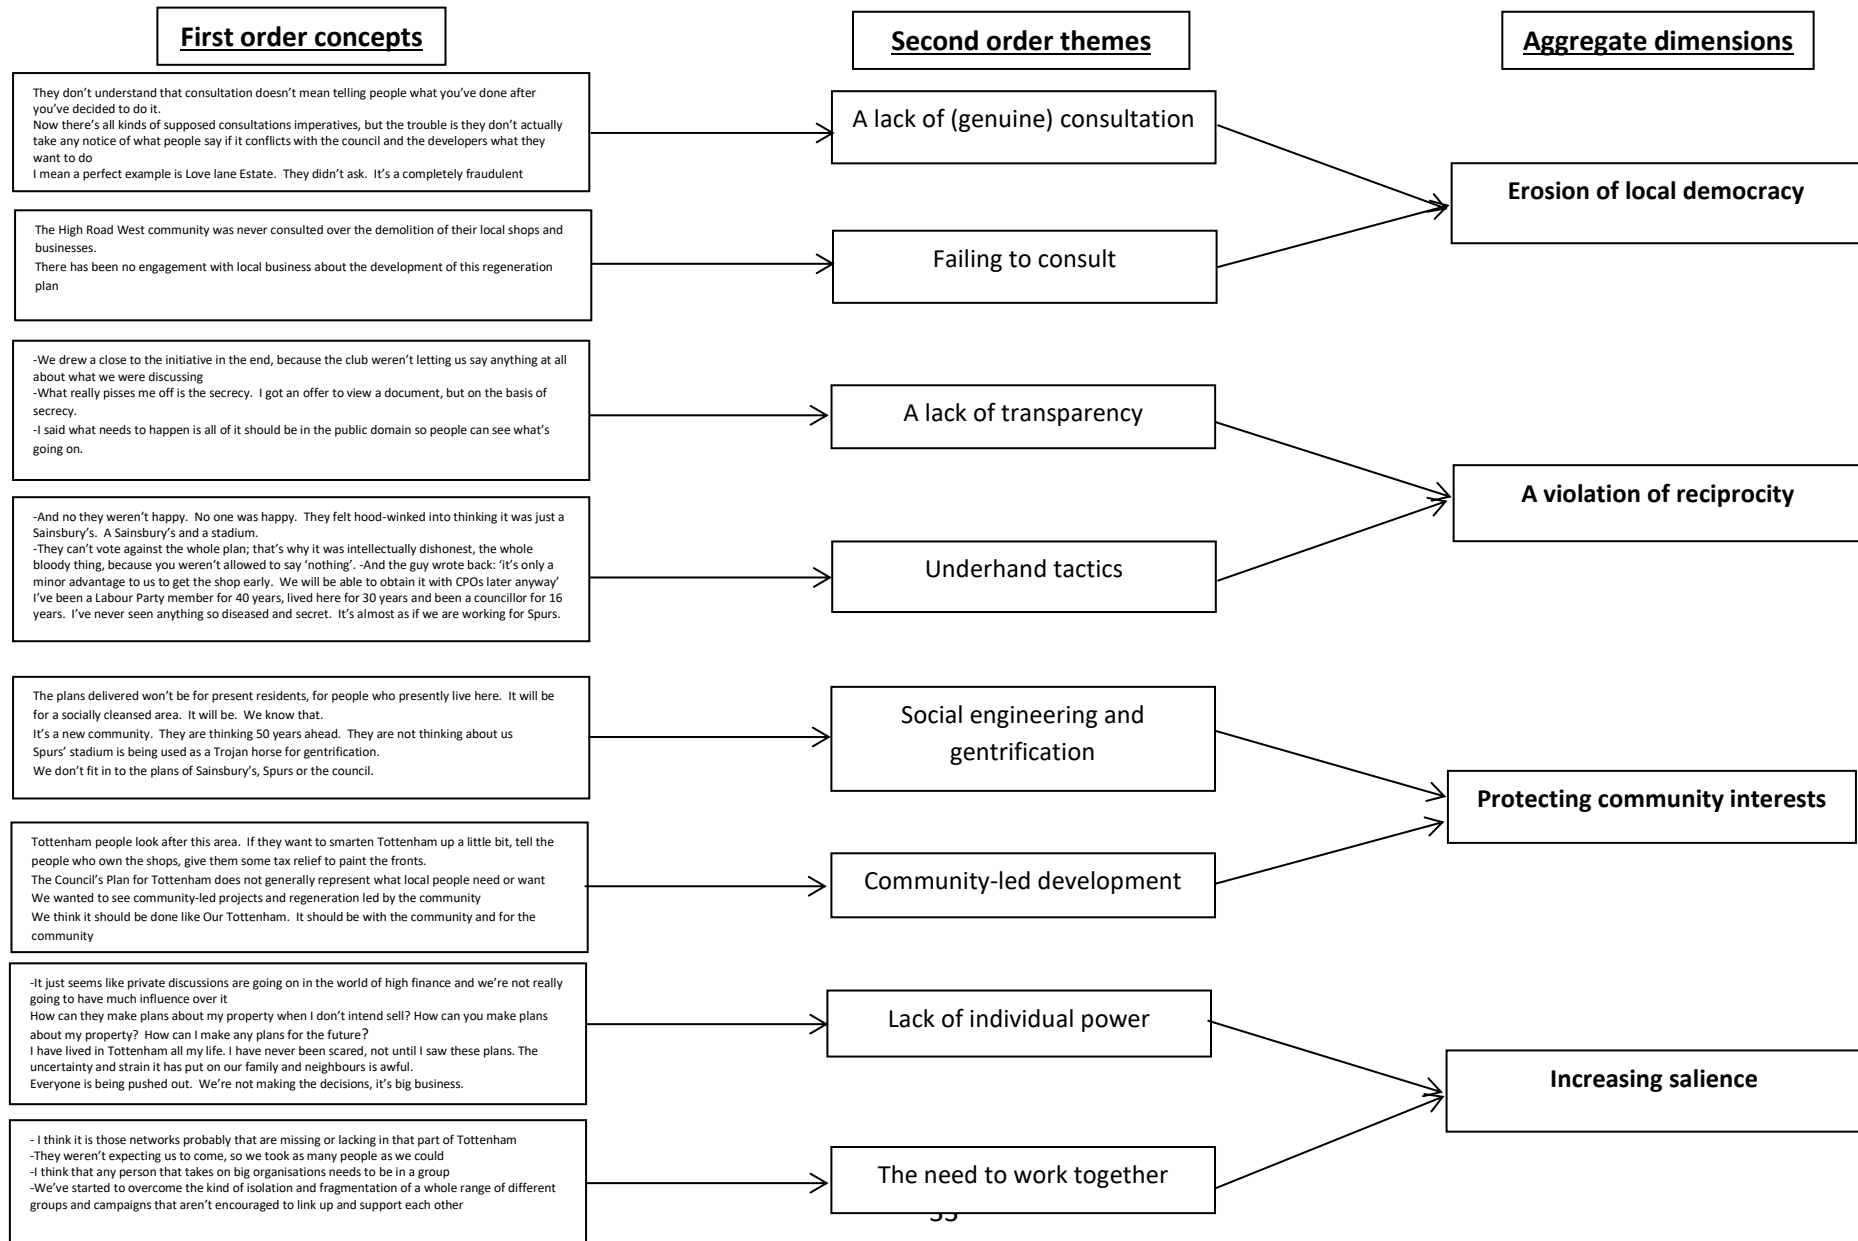 First order concepts
Second order themes
Aggregate dimensions
They don’t understand that consultation doesn’t mean telling people what you’ve done after
you’ve decided to do it.
Now there’s all kinds of supposed consultations imperatives, but the trouble is they don’t actually
take any notice of what people say if it conflicts with the council and the developers what they
want to do
I mean a perfect example is Love lane Estate.  They didn’t ask.  It’s a completely fraudulent
A lack of (genuine) consultation
Erosion of local democracy
The High Road West community was never consulted over the demolition of their local shops and
businesses.
There has been no engagement with local business about the development of this regeneration
plan
Failing to consult
-We drew a close to the initiative in the end, because the club weren’t letting us say anything at all
about what we were discussing
-What really pisses me off is the secrecy.  I got an offer to view a document, but on the basis of
secrecy.
-I said what needs to happen is all of it should be in the public domain so people can see what’s
going on.
A lack of transparency
A violation of reciprocity
-And no they weren’t happy.  No one was happy.  They felt hood-winked into thinking it was just a
Sainsbury’s.  A Sainsbury’s and a stadium.
-They can’t vote against the whole plan; that’s why it was intellectually dishonest, the whole
bloody thing, because you weren’t allowed to say ‘nothing’. -And the guy wrote back: ‘it’s only a
minor advantage to us to get the shop early.  We will be able to obtain it with CPOs later anyway’
I’ve been a Labour Party member for 40 years, lived here for 30 years and been a councillor for 16
years.  I’ve never seen anything so diseased and secret.  It’s almost as if we are working for Spurs.
Underhand tactics
The plans delivered won’t be for present residents, for people who presently live here.  It will be
for a socially cleansed area.  It will be.  We know that.
It’s a new community.  They are thinking 50 years ahead.  They are not thinking about us
Spurs’ stadium is being used as a Trojan horse for gentrification.
We don’t fit in to the plans of Sainsbury’s, Spurs or the council.
Social engineering and
gentrification
Protecting community interests
Tottenham people look after this area.  If they want to smarten Tottenham up a little bit, tell the
people who own the shops, give them some tax relief to paint the fronts.
The Council’s Plan for Tottenham does not generally represent what local people need or want
We wanted to see community-led projects and regeneration led by the community
We think it should be done like Our Tottenham.  It should be with the community and for the
community
Community-led development
-It just seems like private discussions are going on in the world of high finance and we’re not really
going to have much influence over it
How can they make plans about my property when I don’t intend sell? How can you make plans
about my property?  How can I make any plans for the future?
I have lived in Tottenham all my life. I have never been scared, not until I saw these plans. The
uncertainty and strain it has put on our family and neighbours is awful.
Everyone is being pushed out.  We’re not making the decisions, it’s big business.
Lack of individual power
Increasing salience
- I think it is those networks probably that are missing or lacking in that part of Tottenham
-They weren’t expecting us to come, so we took as many people as we could
-I think that any person that takes on big organisations needs to be in a group
-We’ve started to overcome the kind of isolation and fragmentation of a whole range of different
groups and campaigns that aren’t encouraged to link up and support each other
The need to work together